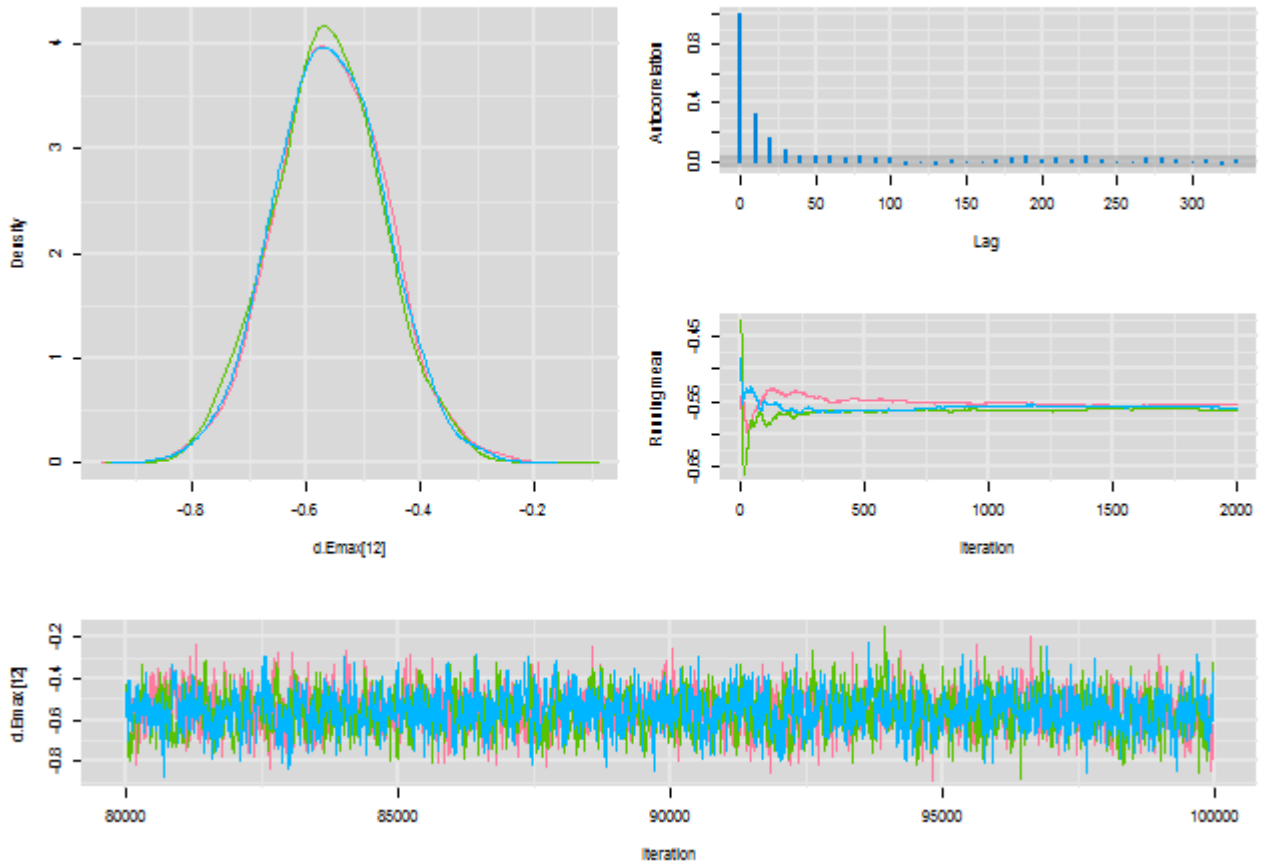 Density
0 1 2 3 4
-0.8 -0.6 -0.4 -0.2
d.Emax[12]
Autocorrelation
0.0 0.4 0.8
0 50 100 150 200 250 300
Lag
Running mean
-0.65 -0.55 -0.45
0 500 1000 1500 2000
Iteration
d.Emax[12]
-0.8 -0.6 -0.4 -0.2
80000 85000 90000 95000 100000
Iteration